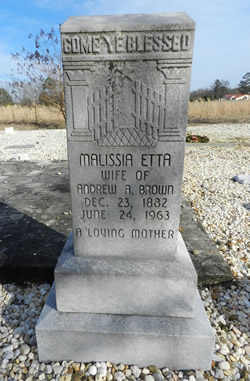 COME YE BLESSED
MALISSIA ETTA
WIFE OF
ANDREW A. BROWN
DEC. 23, 1882
JUNE 24, 1963
A LOVING MOTHER